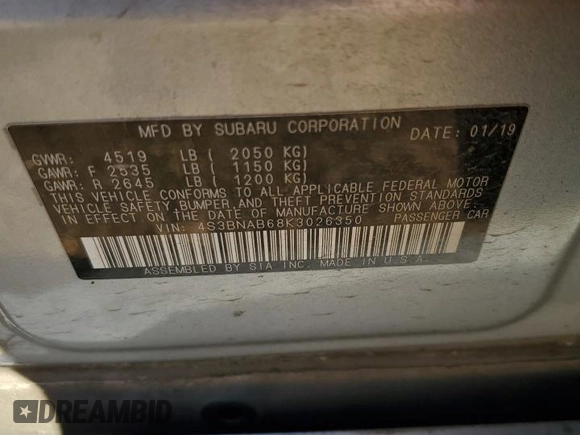 MFD BY SUBARU CORPORATION DATE: 01/19
GVWR: 4519 LB ( 2050 KG)
GAWR: F 2535 LB ( 1150 KG)
GAWR: R 2645 LB ( 1200 KG)
THIS VEHICLE CONFORMS TO ALL APPLICABLE FEDERAL MOTOR
VEHICLE SAFETY,BUMPER,AND THEFT PREVENTION STANDARDS
IN EFFECT ON THE DATE OF MANUFACTURE SHOWN ABOVE.
VIN: 4S3BNAB68K3026350 PASSENGER CAR
ASSEMBLED BY SIA INC. MADE IN U.S.A.
DREAMBID